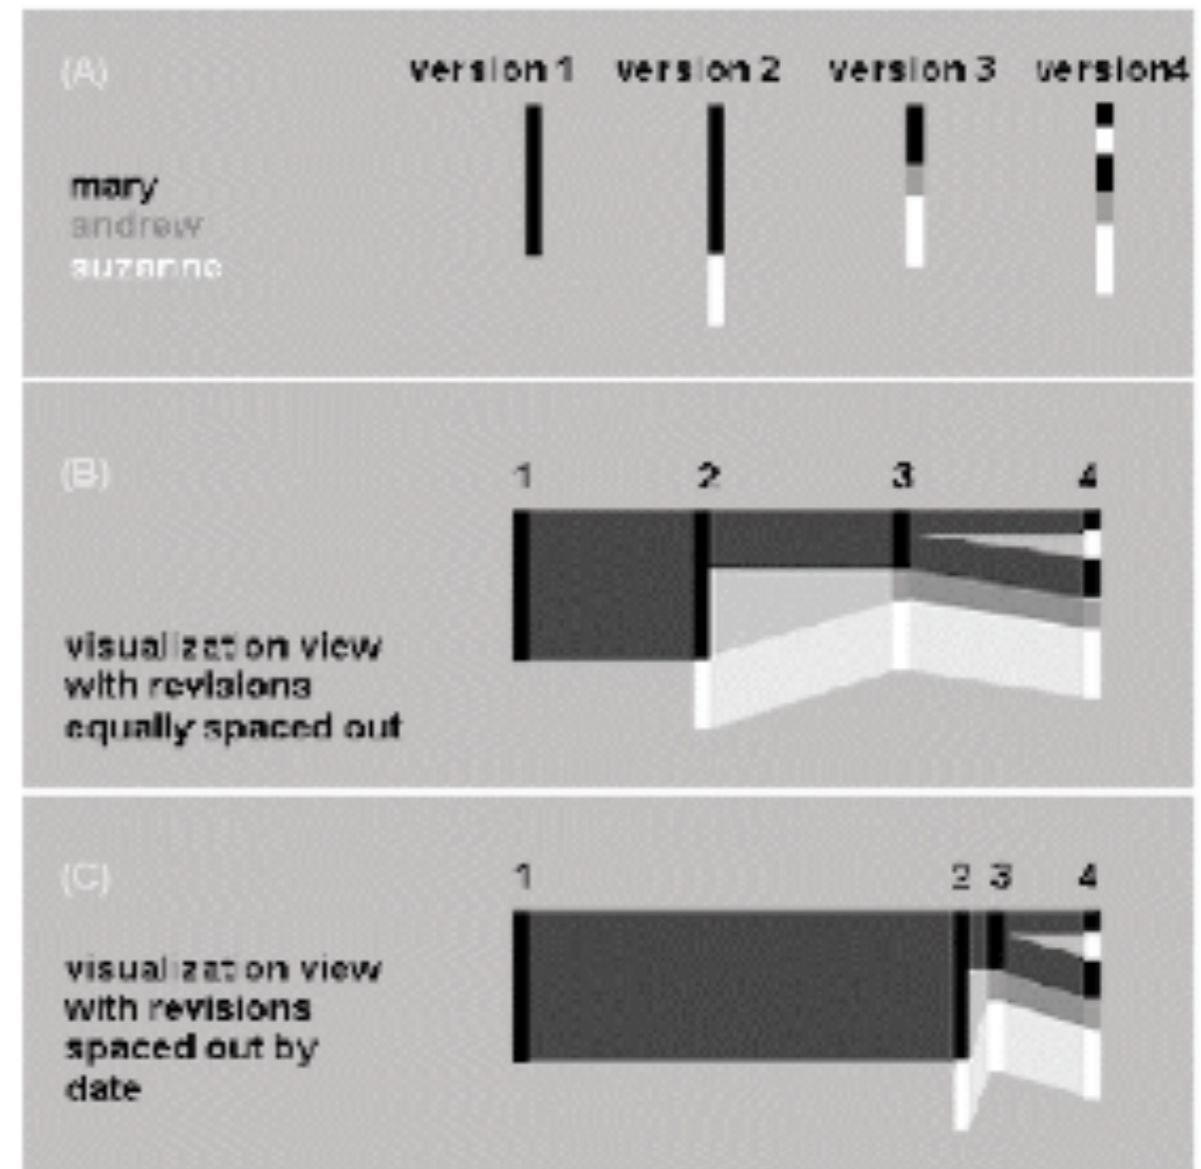 (A)
version 1 version 2 version 3 version4
mary
andrew
suzanne
(B)
1 2 3 4
visualization view
with revisions
equally spaced out
(C)
1 2 3 4
visualization view
with revisions
spaced out by
date